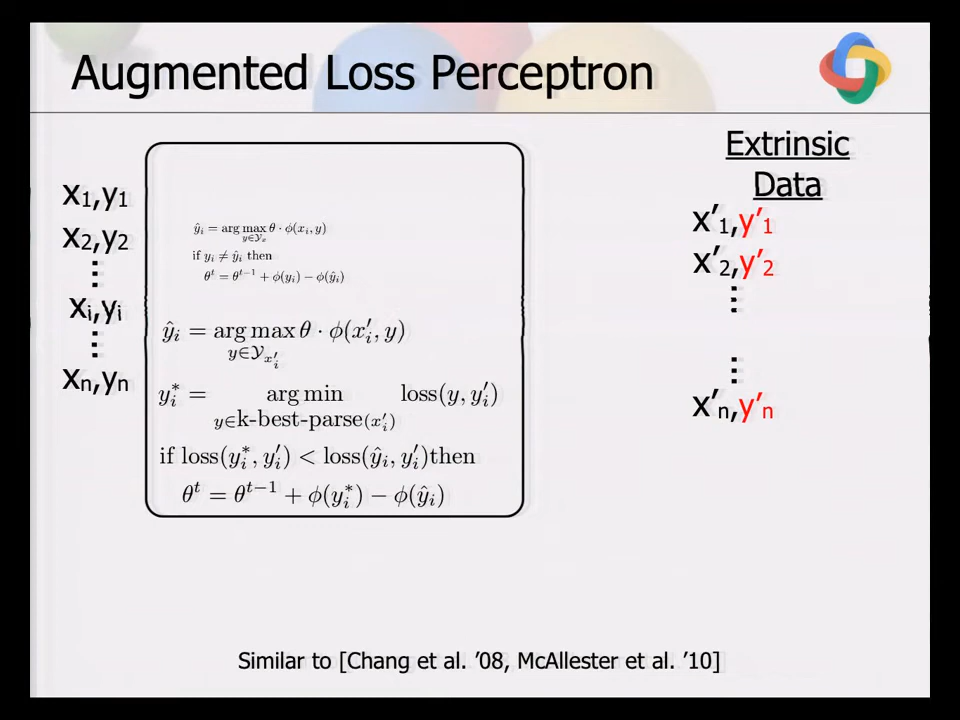 Augmented Loss Perceptron
x₁,y₁
x₂,y₂
⋮
xᵢ,yᵢ
⋮
xₙ,yₙ
ŷᵢ = arg max θ · ϕ(xᵢ, y)
y∈𝒴ₓ
if yᵢ ≠ ŷᵢ then
θᵗ = θᵗ⁻¹ + ϕ(yᵢ) − ϕ(ŷᵢ)
ŷᵢ = arg max θ · ϕ(x′ᵢ, y)
y∈𝒴ₓ′ᵢ
y*ᵢ = arg min loss(y, y′ᵢ)
y∈k-best-parse(x′ᵢ)
if loss(y*ᵢ, y′ᵢ) < loss(ŷᵢ, y′ᵢ)then
θᵗ = θᵗ⁻¹ + ϕ(y*ᵢ) − ϕ(ŷᵢ)
Extrinsic
Data
x′₁,y′₁
x′₂,y′₂
⋮
⋮
x′ₙ,y′ₙ
Similar to [Chang et al. ’08, McAllester et al. ’10]